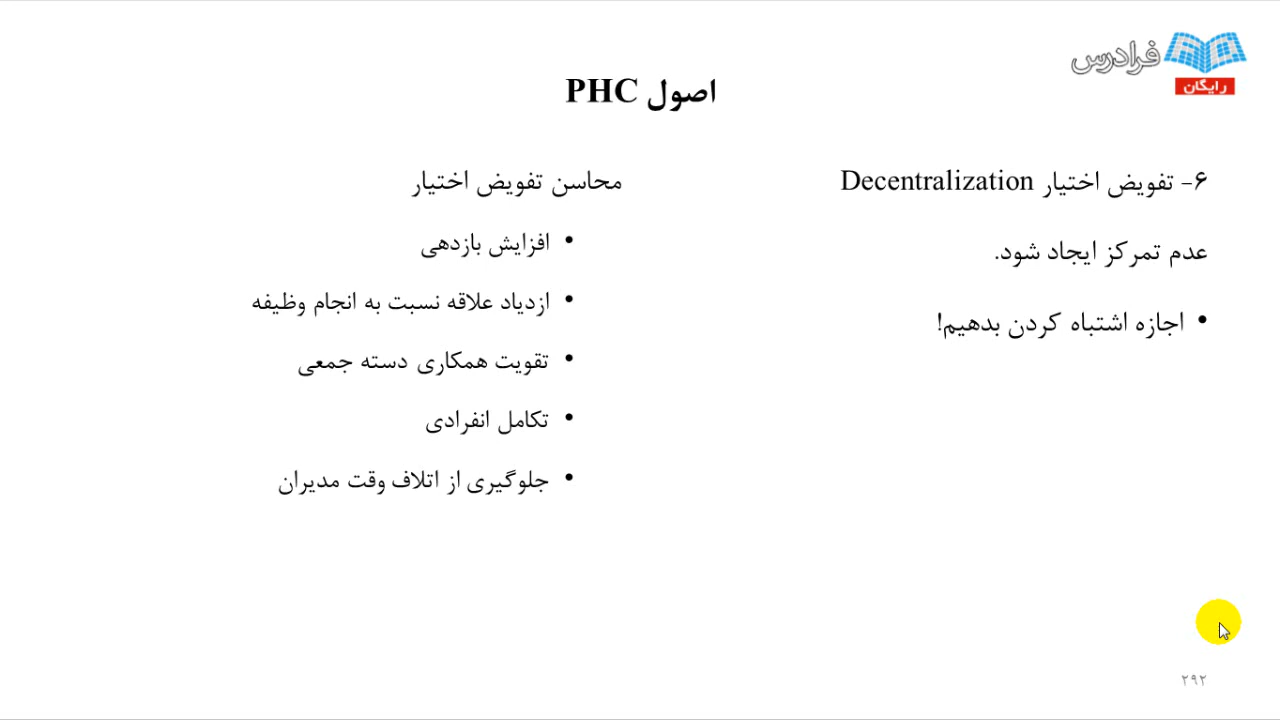 فرادرس
رایگان
اصول PHC
۶- تفویض اختیار Decentralization
عدم تمرکز ایجاد شود.
• اجازه اشتباه کردن بدهیم!
محاسن تفویض اختیار
• افزایش بازدهی
• ازدیاد علاقه نسبت به انجام وظیفه
• تقویت همکاری دسته جمعی
• تکامل انفرادی
• جلوگیری از اتلاف وقت مدیران
۲۹۲